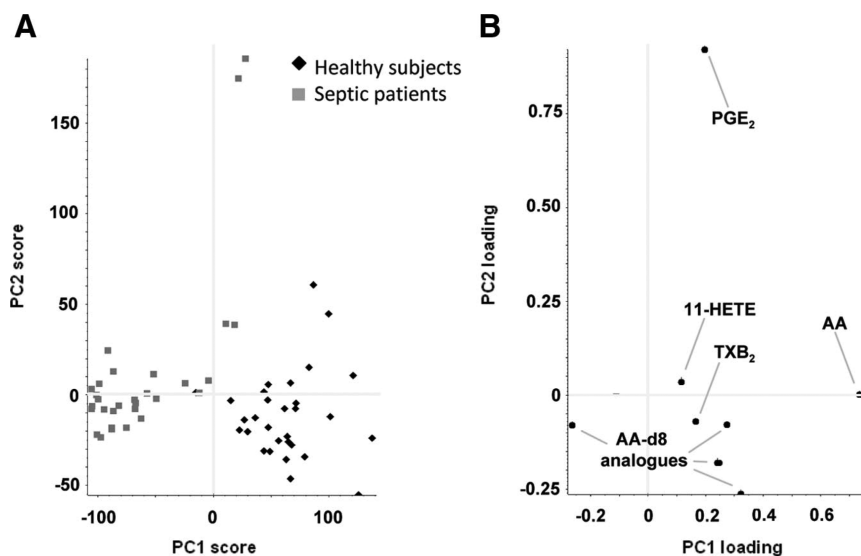 A
Healthy subjects
Septic patients
PC2 score
150
100
50
0
-50
-100
0
100
PC1 score
B
PC2 loading
0.75
0.50
0.25
0
-0.25
PGE₂
11-HETE
AA
TXB₂
AA-d8
analogues
-0.2
0
0.2
0.4
0.6
PC1 loading